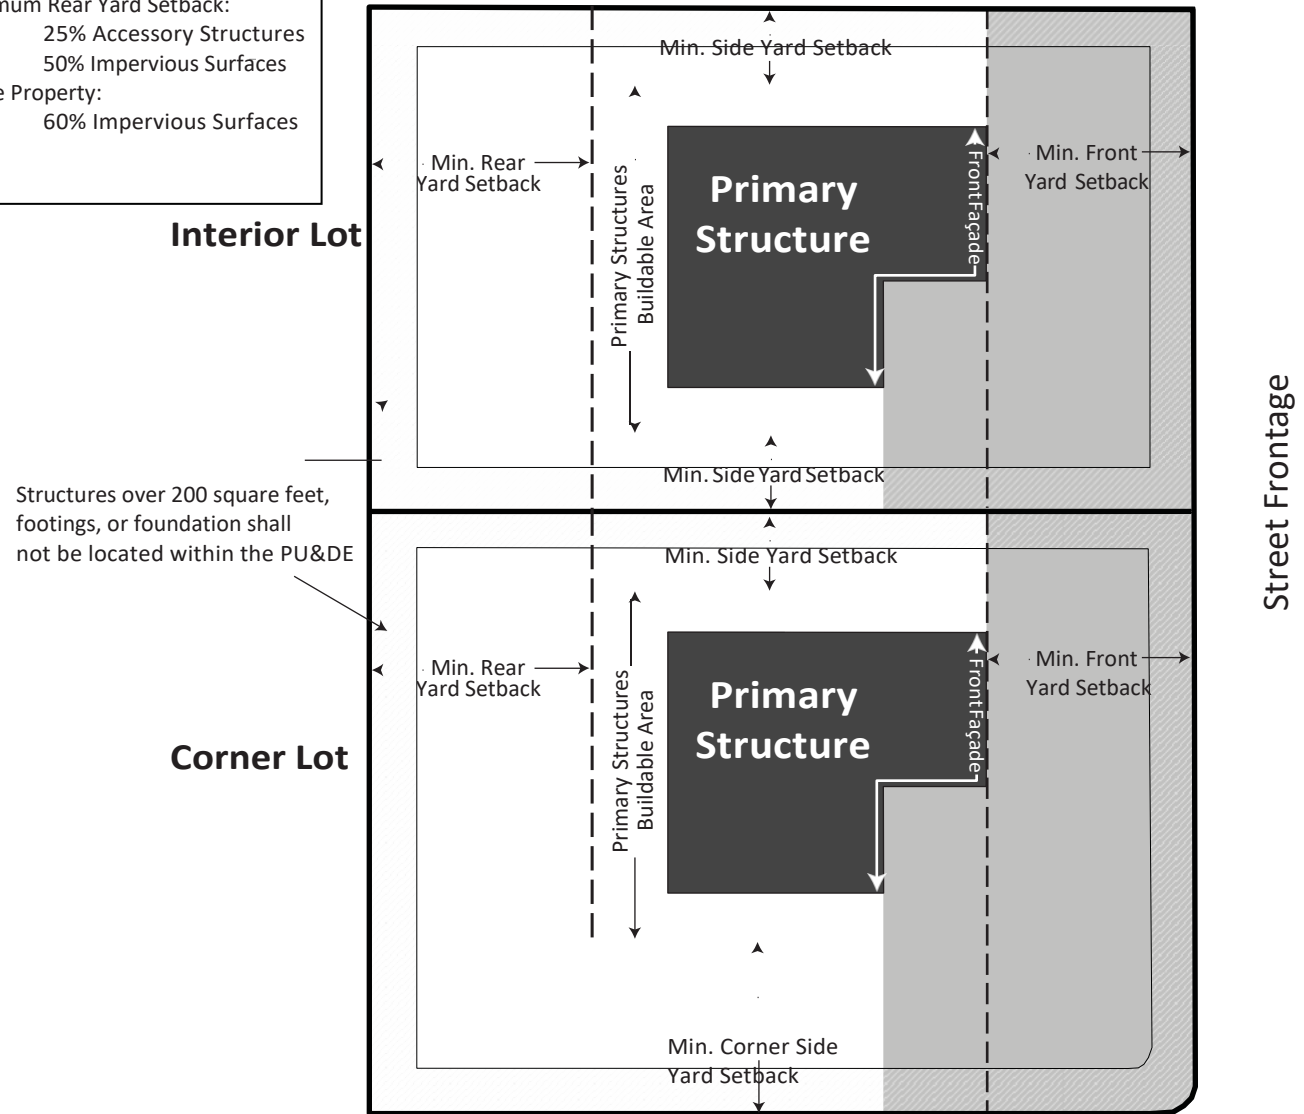 Rear Yard Setback:
25% Accessory Structures
50% Impervious Surfaces
Property:
60% Impervious Surfaces
Interior Lot
Min. Side Yard Setback
Min. Rear
Yard Setback
Primary Structures
Buildable Area
Primary
Structure
Front Façade
Min. Front
Yard Setback
Min. Side Yard Setback
Structures over 200 square feet,
footings, or foundation shall
not be located within the PU&DE
Corner Lot
Min. Side Yard Setback
Min. Rear
Yard Setback
Primary Structures
Buildable Area
Primary
Structure
Front Façade
Min. Front
Yard Setback
Min. Corner Side
Yard Setback
Street Frontage